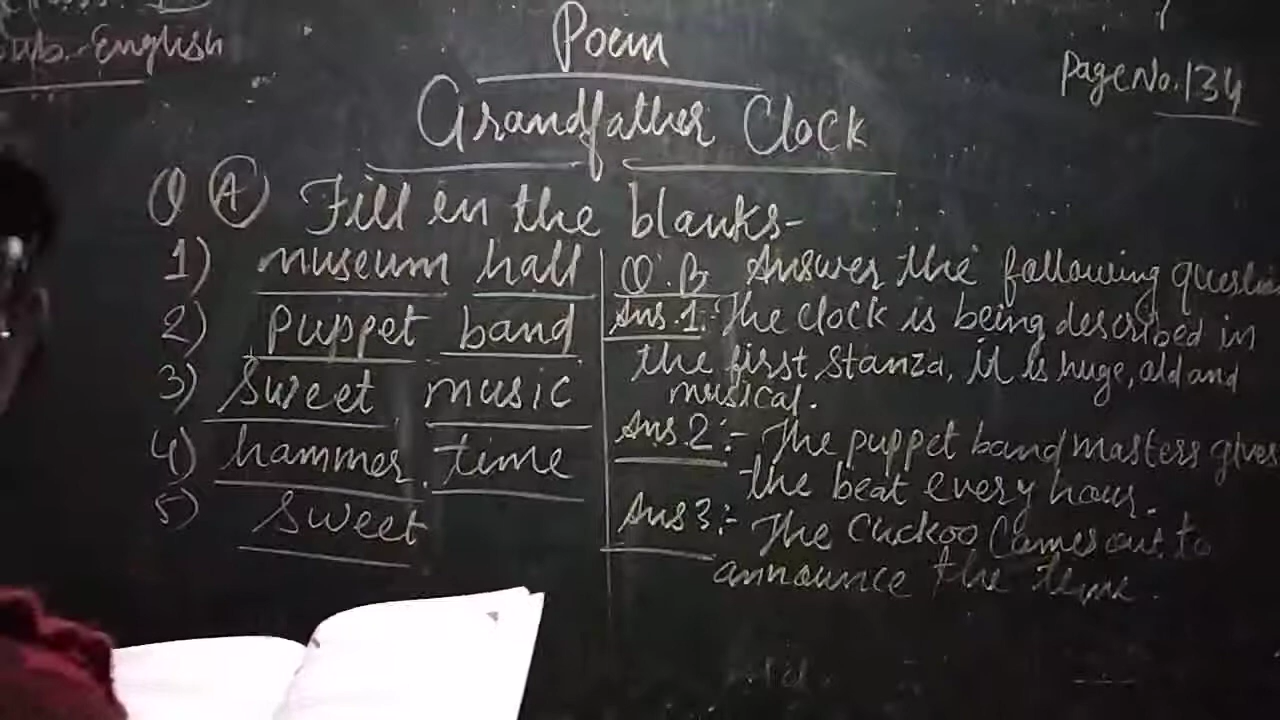 Sub.-English
Poem
Page No. 134
Grandfather Clock
Q (A) Fill in the blanks-
1) museum hall
2) puppet band
3) sweet, music
4) hammer, time
5) sweet
Q.B Answer the following
Ans.1:- The clock is being described in
the first stanza, it is huge, old and
musical.
Ans.2:- The puppet band masters gives
the beat every hour.
Ans 3:- The Cuckoo Comes out to
announce the time.